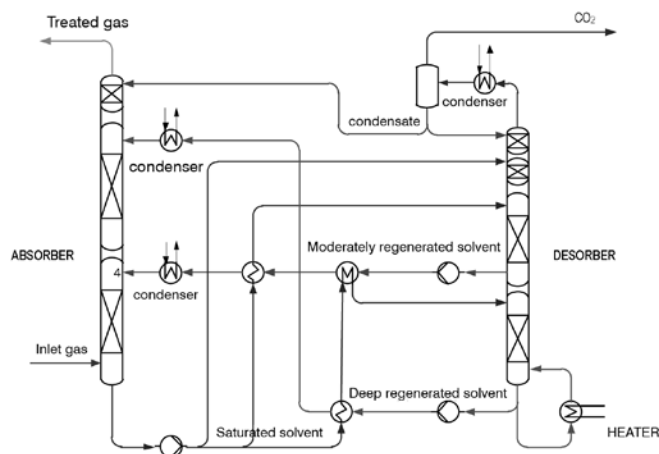 Treated gas
CO₂
condenser
condensate
condenser
Moderately regenerated solvent
ABSORBER
DESORBER
4
condenser
Inlet gas
Deep regenerated solvent
Saturated solvent
HEATER